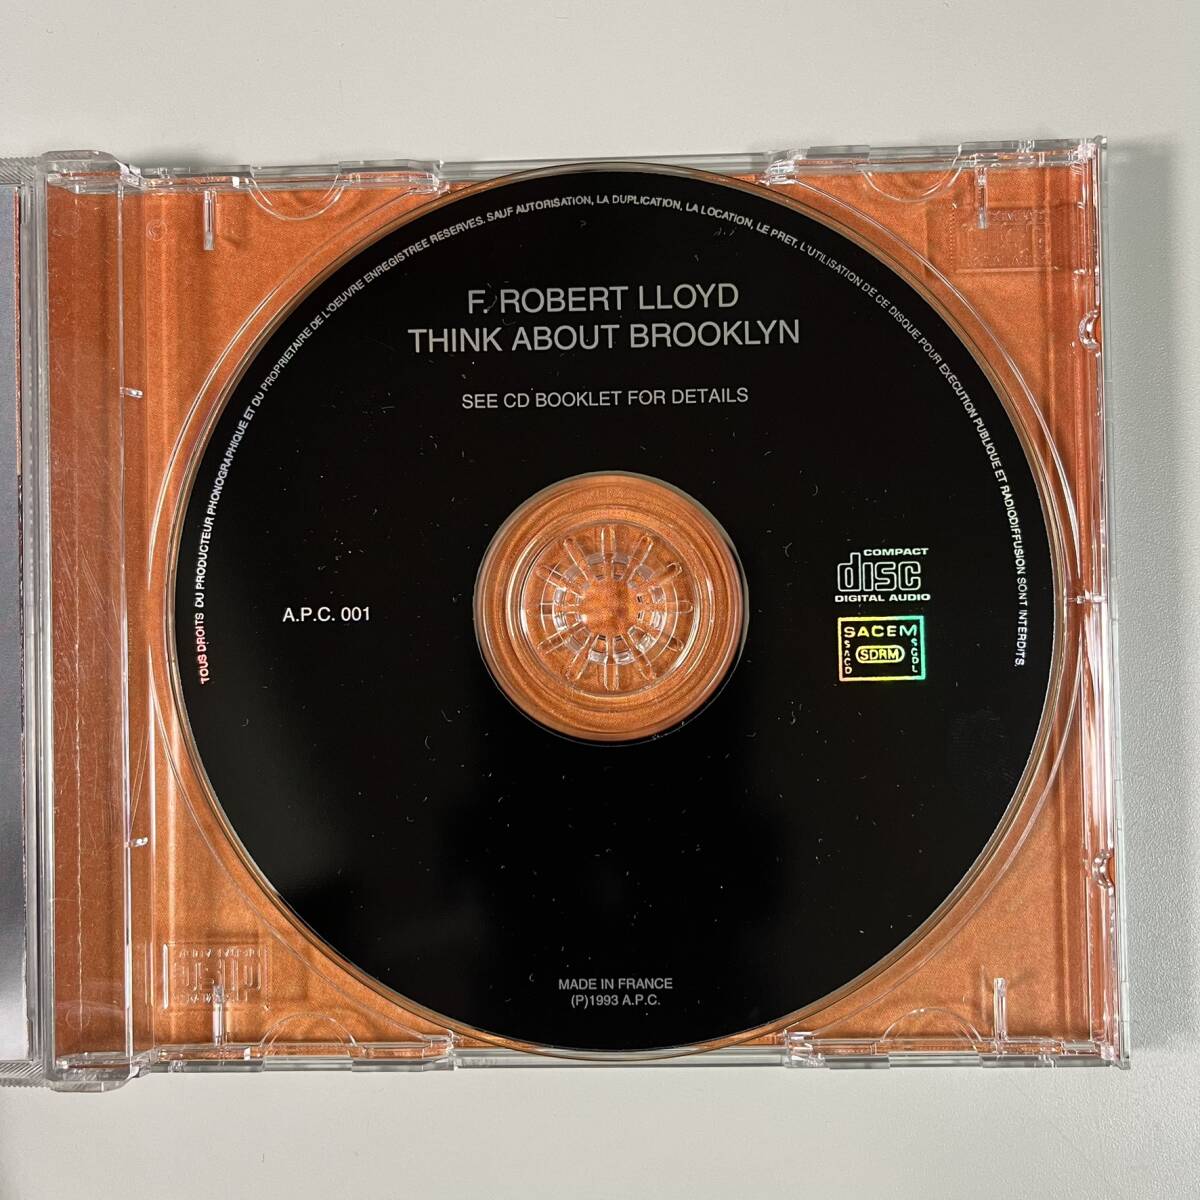 TOUS DROITS DU PRODUCTEUR PHONOGRAPHIQUE ET DU PROPRIETAIRE DE L'OEUVRE ENREGISTREE RESERVES. SAUF AUTORISATION, LA DUPLICATION, LA LOCATION, LE PRET, L'UTILISATION DE CE DISQUE POUR EXECUTION PUBLIQUE ET RADIODIFFUSION SONT INTERDITS.
F. ROBERT LLOYD
THINK ABOUT BROOKLYN
SEE CD BOOKLET FOR DETAILS
A.P.C. 001
COMPACT
disc
DIGITAL AUDIO
SACEM
SACD
SDRM
SGDL
MADE IN FRANCE
(P)1993 A.P.C.